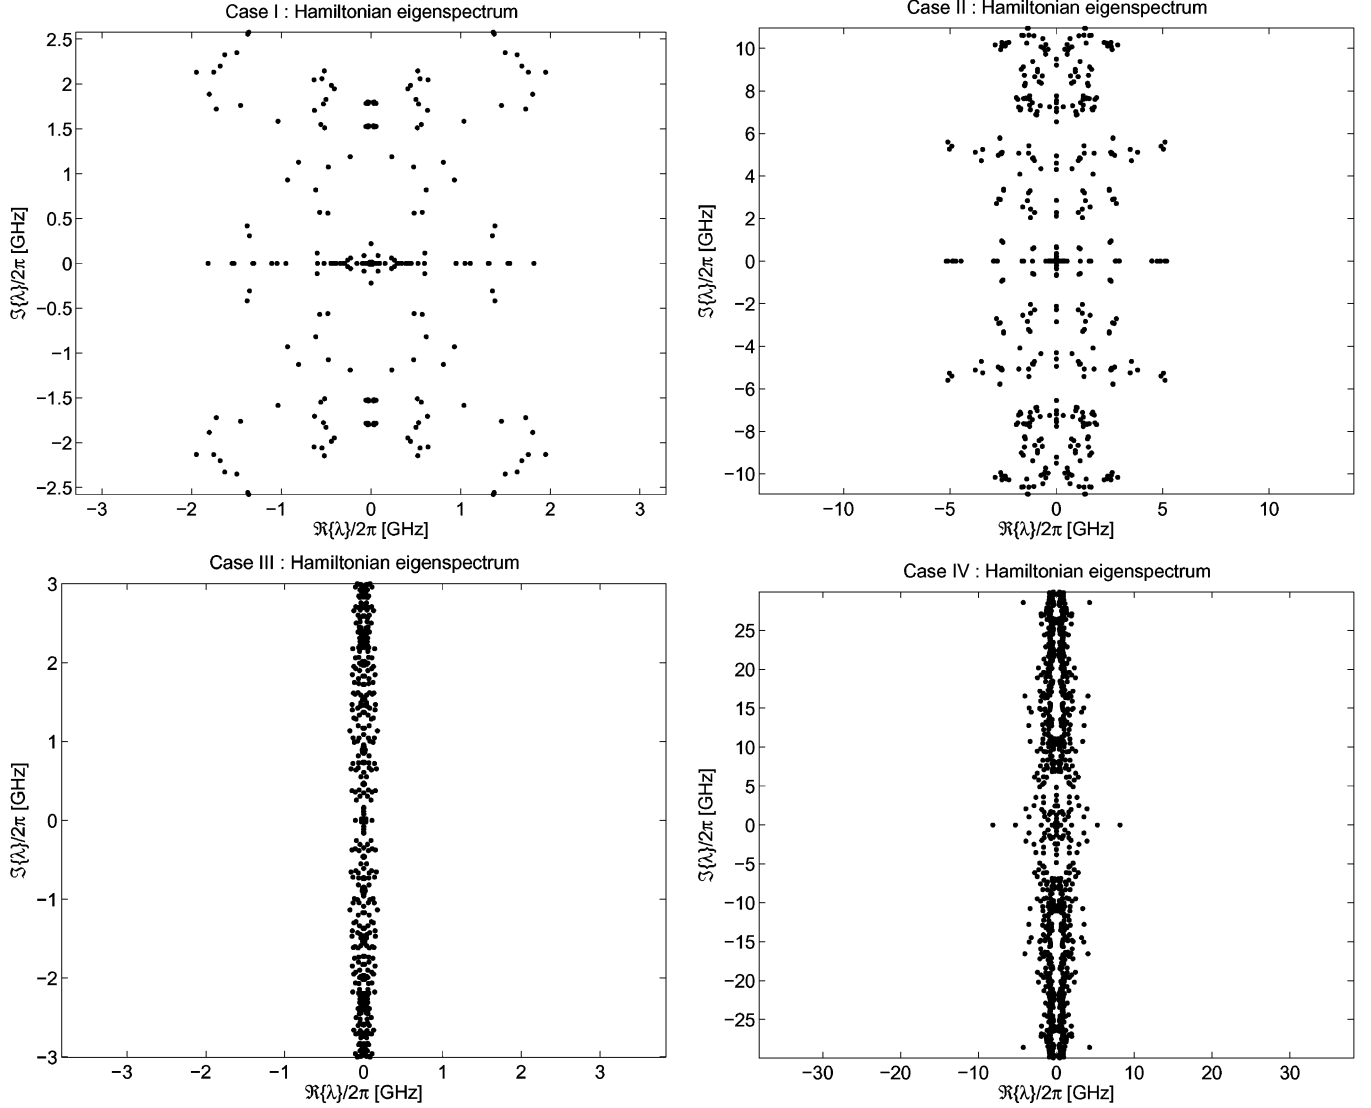 Case I : Hamiltonian eigenspectrum
2.5
2
1.5
1
0.5
0
−0.5
−1
−1.5
−2
−2.5
ℑ{λ}/2π [GHz]
−3 −2 −1 0 1 2 3
ℜ{λ}/2π [GHz]
Case II : Hamiltonian eigenspectrum
10
8
6
4
2
0
−2
−4
−6
−8
−10
ℑ{λ}/2π [GHz]
−10 −5 0 5 10
ℜ{λ}/2π [GHz]
Case III : Hamiltonian eigenspectrum
3
2
1
0
−1
−2
−3
ℑ{λ}/2π [GHz]
−3 −2 −1 0 1 2 3
ℜ{λ}/2π [GHz]
Case IV : Hamiltonian eigenspectrum
25
20
15
10
5
0
−5
−10
−15
−20
−25
ℑ{λ}/2π [GHz]
−30 −20 −10 0 10 20 30
ℜ{λ}/2π [GHz]